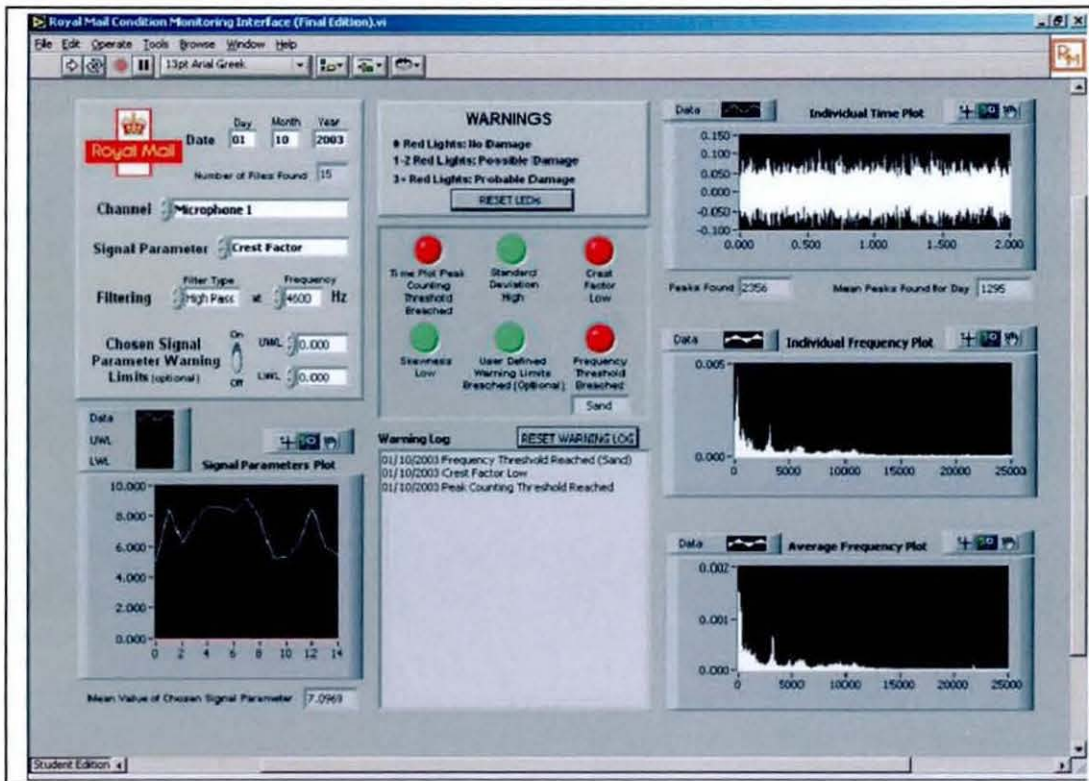 Royal Mail Condition Monitoring Interface (Final Edition).vi
File Edit Operate Tools Browse Window Help
13pt Arial Greek
RM
Royal Mail
Day Month Year
Date 01 10 2003
Number of Files Found 15
Channel Microphone 1
Signal Parameter Crest Factor
Filter Type Frequency
Filtering High Pass at 4600 Hz
Chosen Signal
Parameter Warning
Limits (optional)
On
Off
UWL 0.000
LWL 0.000
WARNINGS
0 Red Lights: No Damage
1-2 Red Lights: Possible Damage
3+ Red Lights: Probable Damage
RESET LEDs
Time Plot Peak
Counting
Threshold
Breached
Standard
Deviation
High
Crest
Factor
Low
Skewness
Low
User Defined
Warning Limits
Breached (Optional)
Frequency
Threshold
Breached
Sand
Warning Log RESET WARNING LOG
01/10/2003 Frequency Threshold Reached (Sand)
01/10/2003 Crest Factor Low
01/10/2003 Peak Counting Threshold Reached
Data
UWL
LWL
Signal Parameters Plot
10.000
8.000
6.000
4.000
2.000
0.000
0 2 4 6 8 10 12 14
Mean Value of Chosen Signal Parameter 7.0969
Data Individual Time Plot
0.150
0.100
0.050
0.000
-0.050
-0.100
0.000 0.500 1.000 1.500 2.000
Peaks Found 2356 Mean Peaks Found for Day 1295
Data Individual Frequency Plot
0.005
0.000
0 5000 10000 15000 20000 25000
Data Average Frequency Plot
0.002
0.001
0.000
0 5000 10000 15000 20000 25000
Student Edition